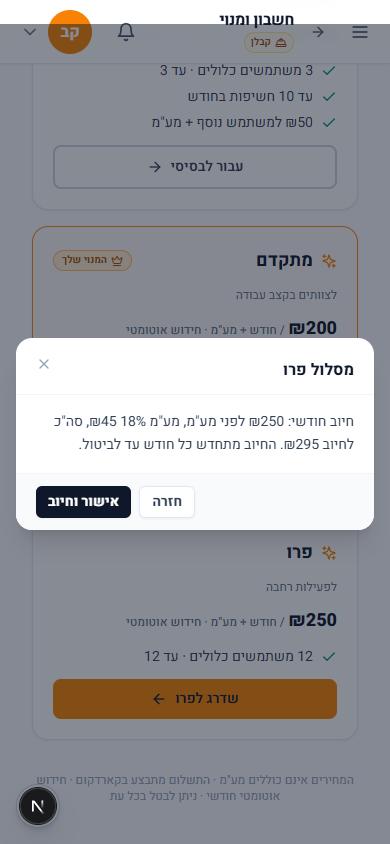 חשבון ומנוי
קבלן
קב
3 משתמשים כלולים · עד 3
עד 10 חשיפות בחודש
₪50 למשתמש נוסף + מע"מ
עבור לבסיסי
מתקדם
המנוי שלך
לצוותים בקצב עבודה
₪200 / חודש + מע"מ · חידוש אוטומטי
מסלול פרו
חיוב חודשי: ₪250 לפני מע"מ, מע"מ 18% ₪45, סה"כ
לחיוב ₪295. החיוב מתחדש כל חודש עד לביטול.
חזרה
אישור וחיוב
פרו
לפעילות רחבה
₪250 / חודש + מע"מ · חידוש אוטומטי
12 משתמשים כלולים · עד 12
שדרג לפרו
המחירים אינם כוללים מע"מ · התשלום מתבצע בקארדקום · חידוש
אוטומטי חודשי · ניתן לבטל בכל עת
N